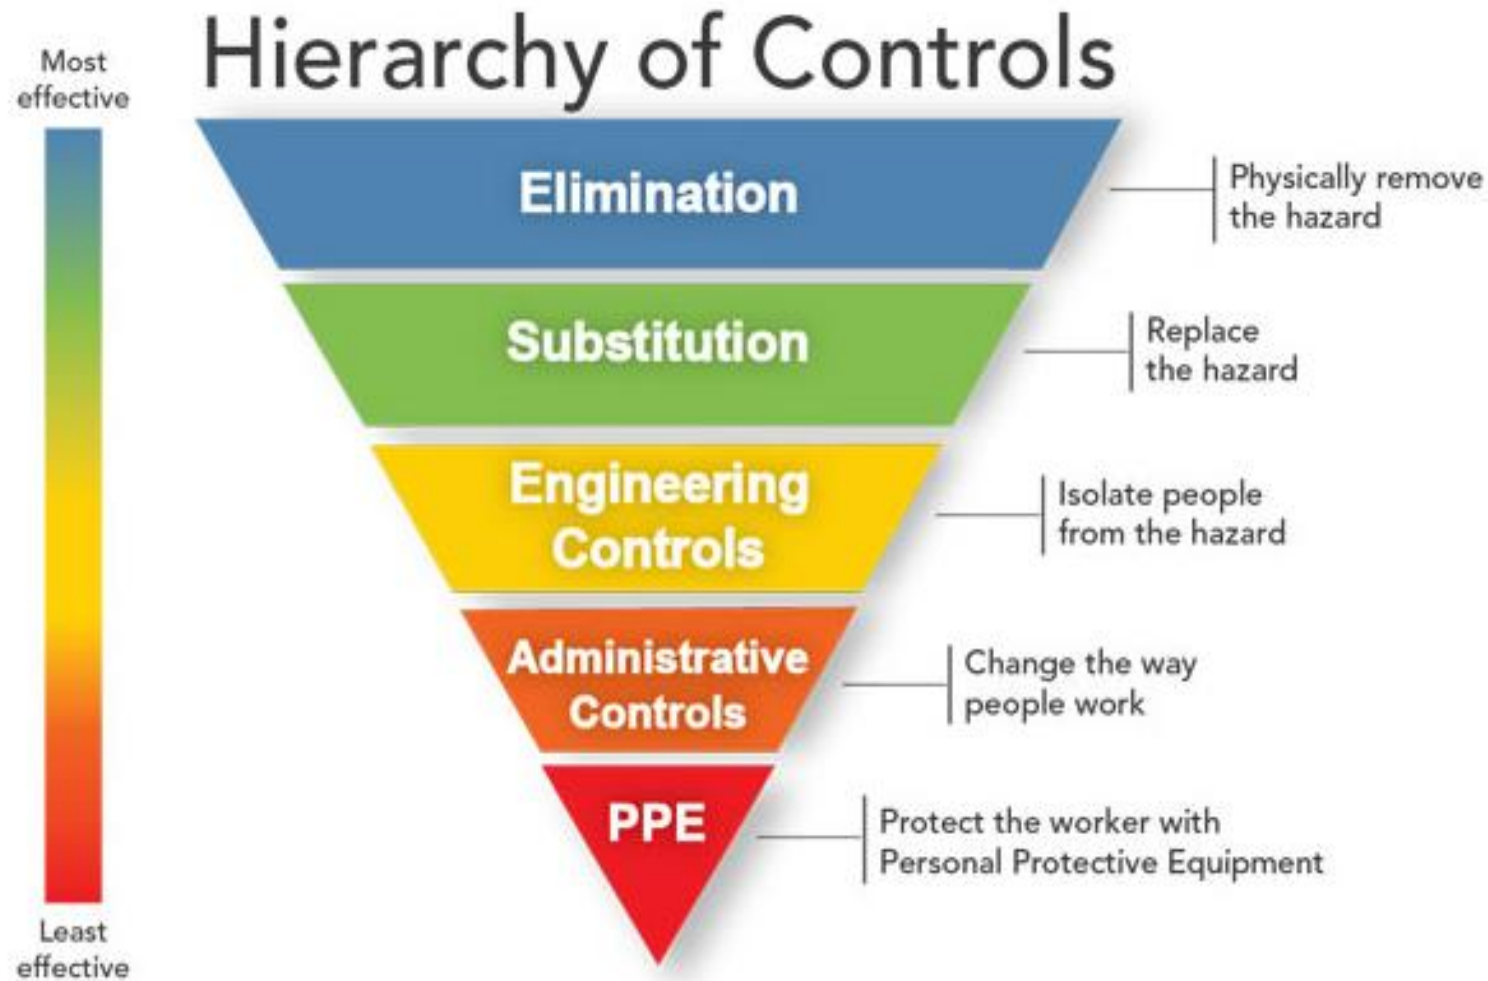 Hierarchy of Controls
Most
effective
Elimination
Physically remove
the hazard
Substitution
Replace
the hazard
Engineering
Controls
Isolate people
from the hazard
Administrative
Controls
Change the way
people work
PPE
Protect the worker with
Personal Protective Equipment
Least
effective